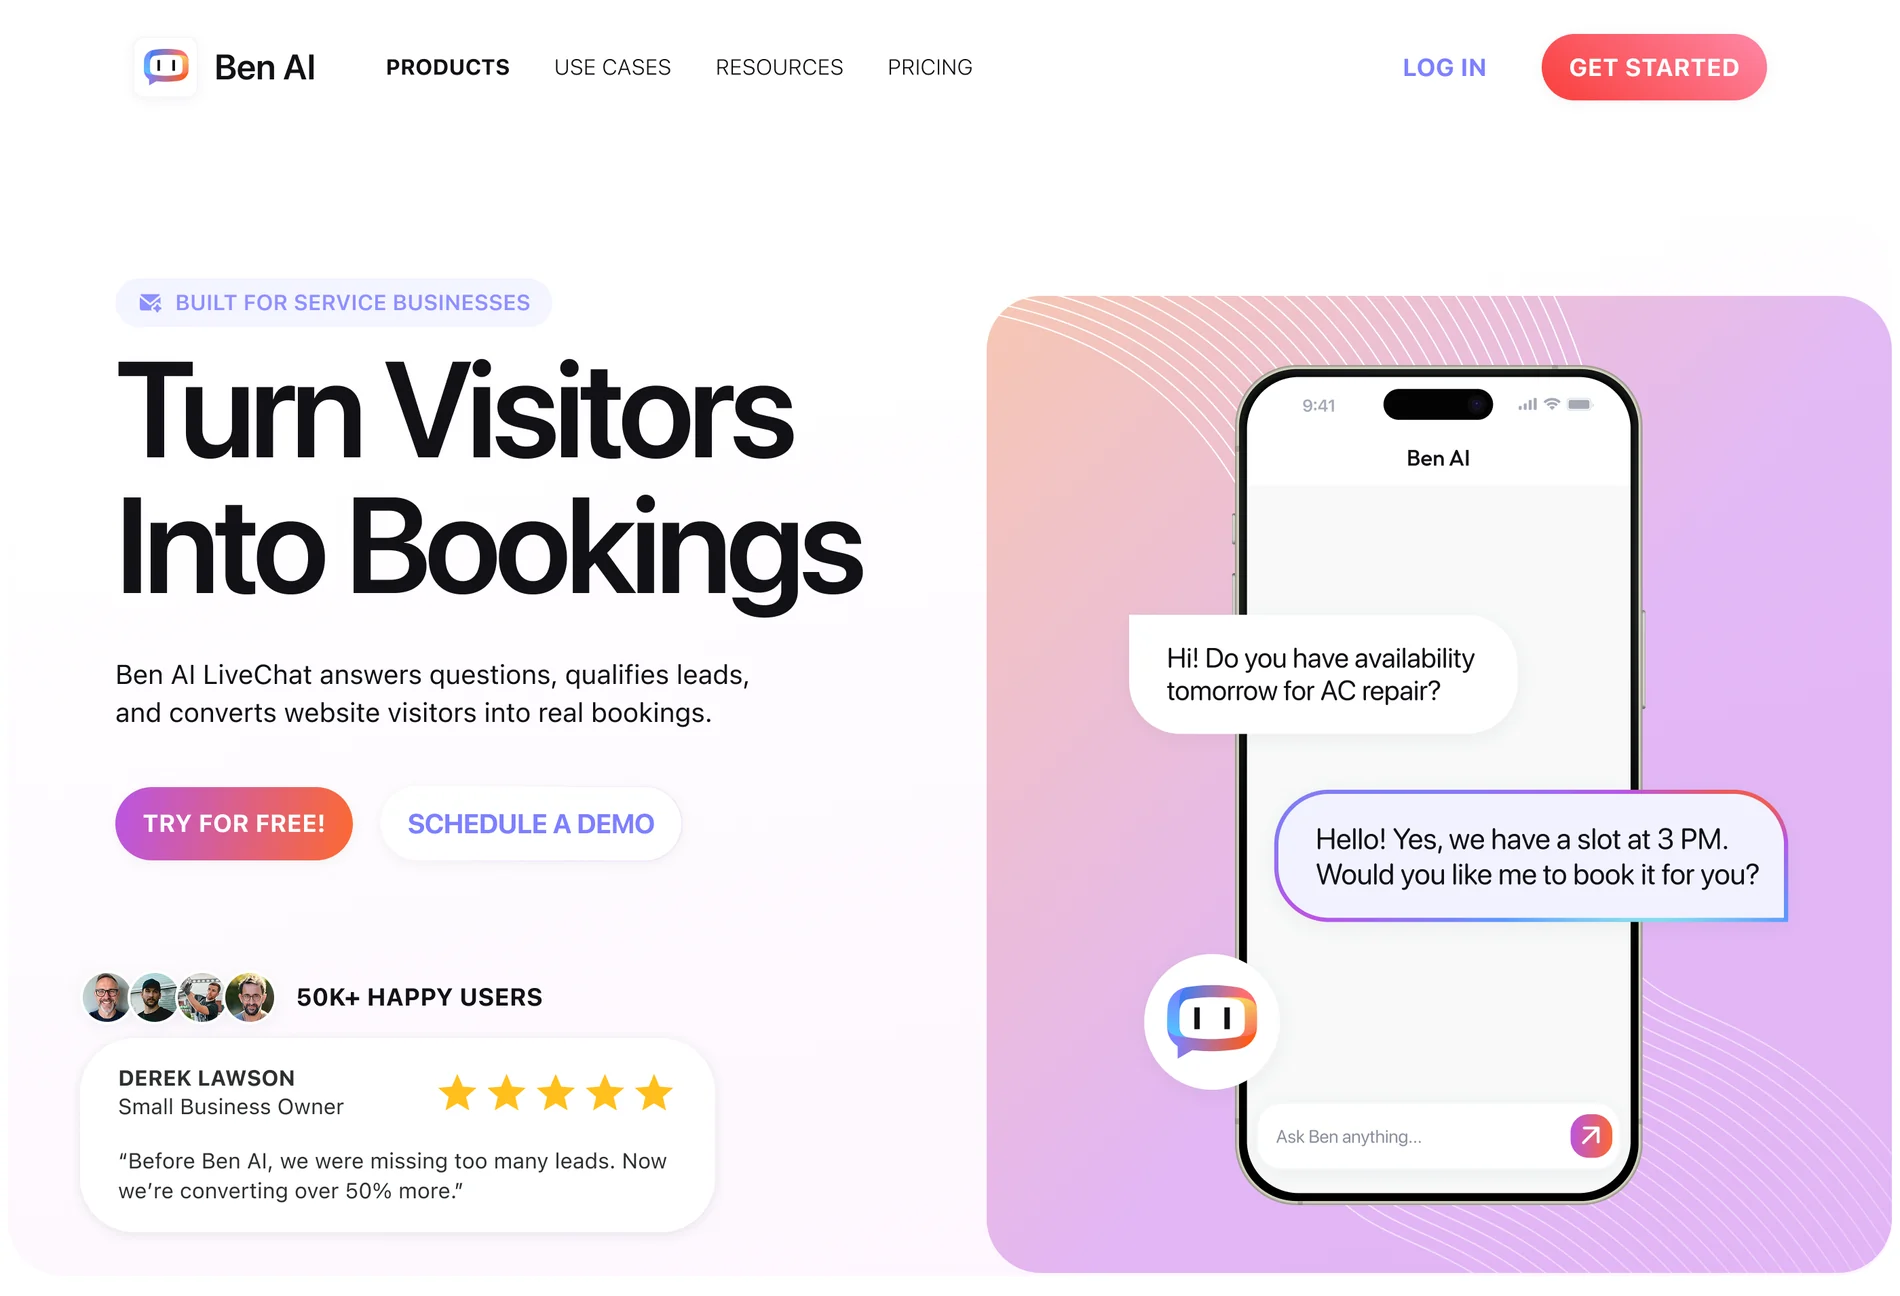 Ben AI
PRODUCTS
USE CASES
RESOURCES
PRICING
LOG IN
GET STARTED
BUILT FOR SERVICE BUSINESSES
Turn Visitors
Into Bookings
Ben AI LiveChat answers questions, qualifies leads,
and converts website visitors into real bookings.
TRY FOR FREE!
SCHEDULE A DEMO
50K+ HAPPY USERS
DEREK LAWSON
Small Business Owner
“Before Ben AI, we were missing too many leads. Now
we’re converting over 50% more.”
9:41
Ben AI
Hi! Do you have availability
tomorrow for AC repair?
Hello! Yes, we have a slot at 3 PM.
Would you like me to book it for you?
Ask Ben anything...